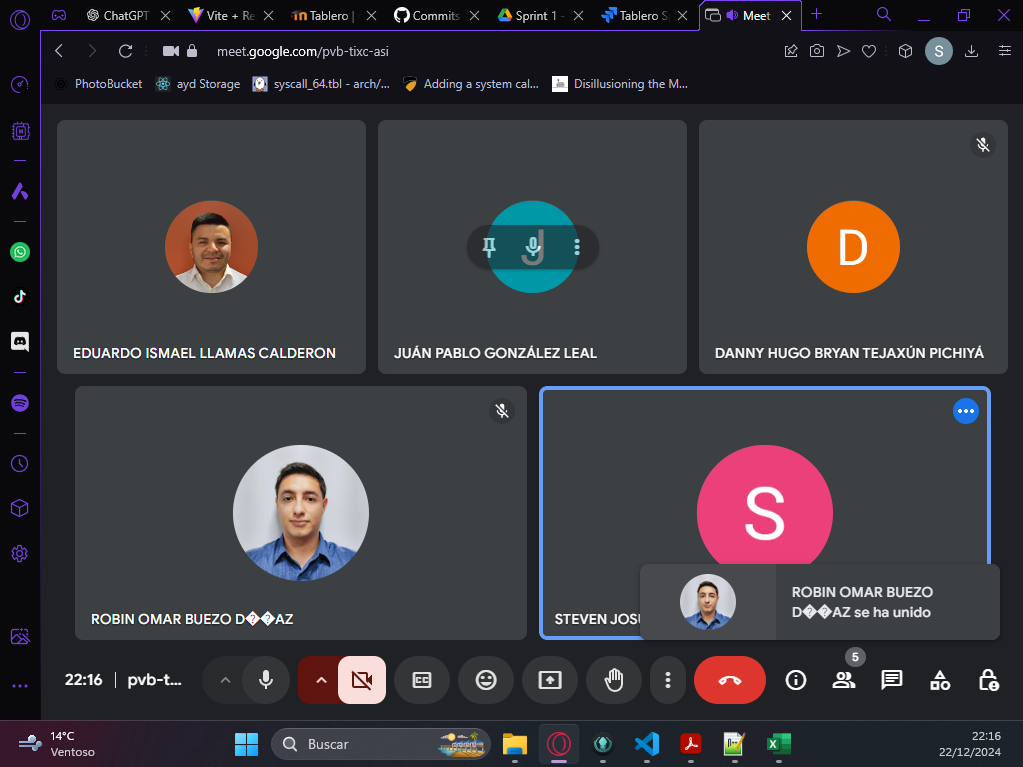 ChatGPT
Vite + Re
Tablero |
Commits
Sprint 1 -
Tablero Sp
Meet
meet.google.com/pvb-tixc-asi
S
PhotoBucket
ayd Storage
syscall_64.tbl - arch/...
Adding a system cal...
Disillusioning the M...
EDUARDO ISMAEL LLAMAS CALDERON
J
JUÁN PABLO GONZÁLEZ LEAL
D
DANNY HUGO BRYAN TEJAXÚN PICHIYÁ
ROBIN OMAR BUEZO D��AZ
S
STEVEN JOSU
ROBIN OMAR BUEZO
D��AZ se ha unido
22:16
pvb-t...
CC
5
14°C
Ventoso
Buscar
22:16
22/12/2024